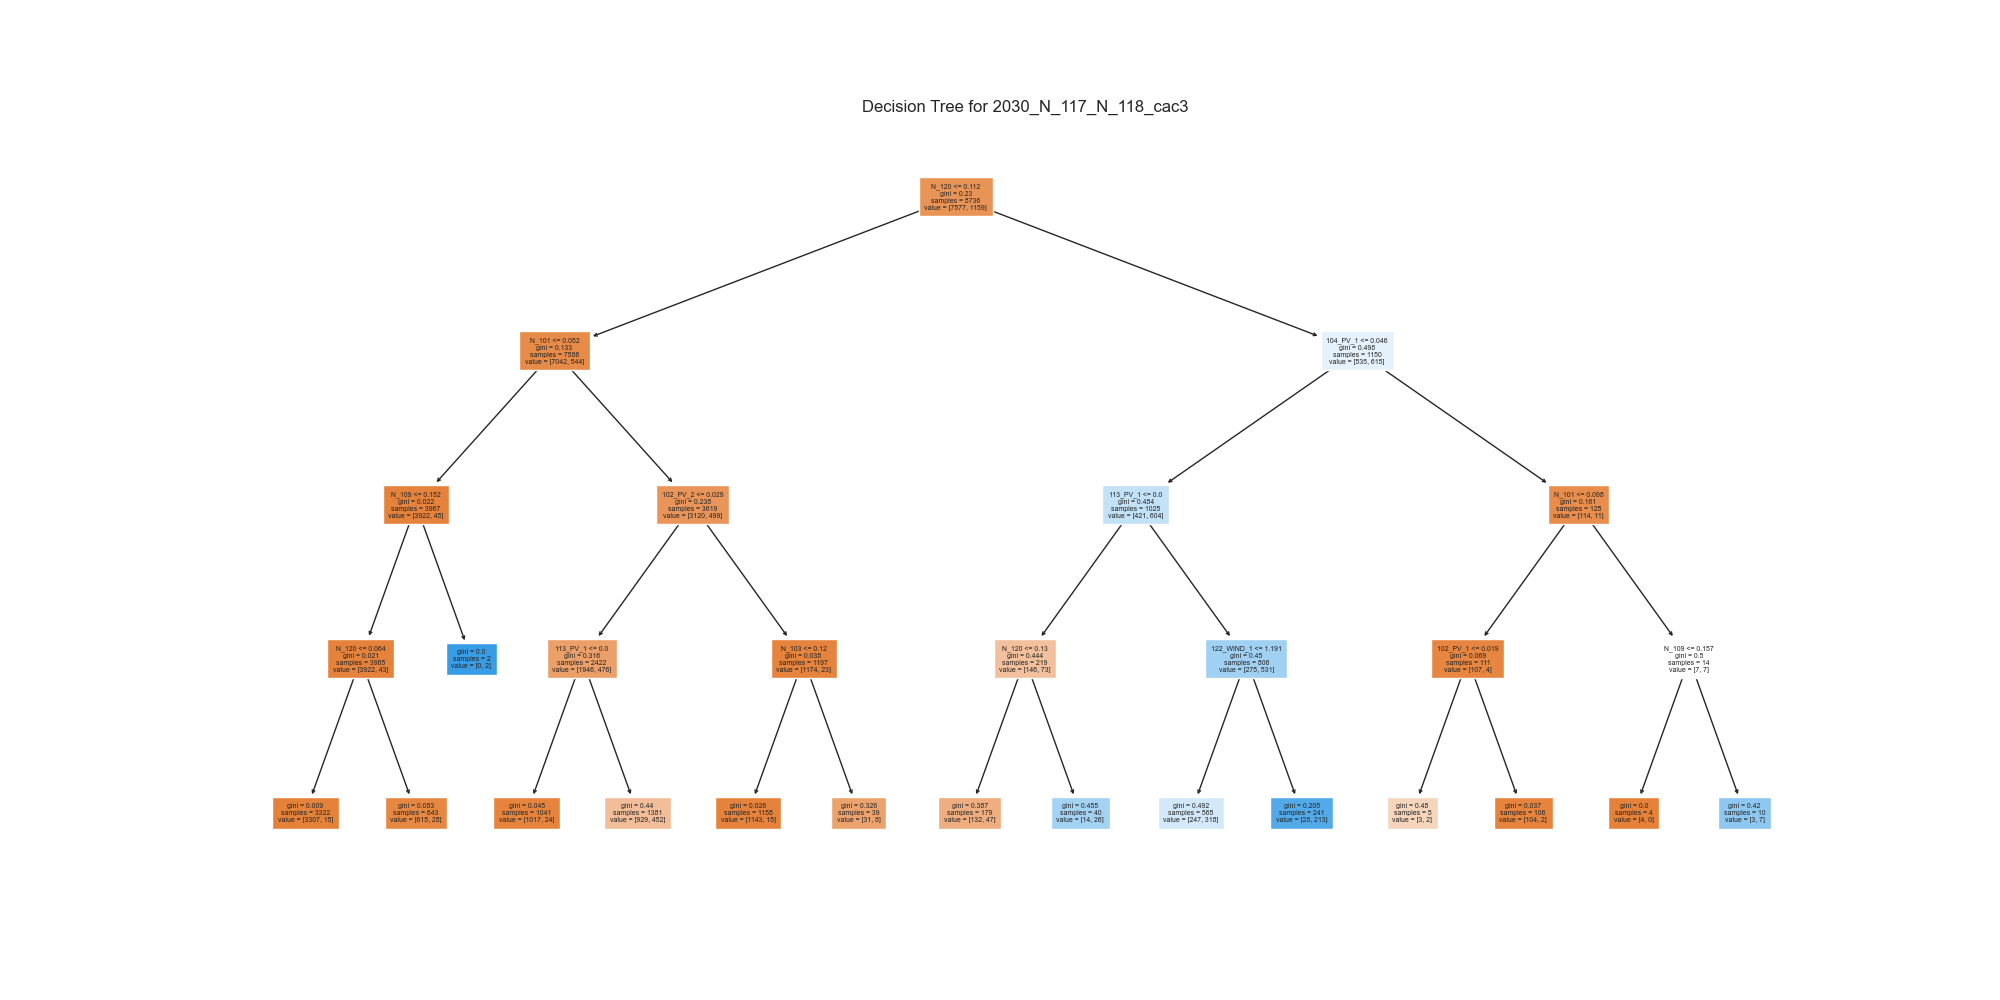 Decision Tree for 2030_N_117_N_118_cac3
N_120 <= 0.112
gini = 0.23
samples = 8736
value = [7577, 1159]
N_101 <= 0.052
gini = 0.133
samples = 7586
value = [7042, 544]
104_PV_1 <= 0.046
gini = 0.498
samples = 1150
value = [535, 615]
N_109 <= 0.152
gini = 0.022
samples = 3967
value = [3922, 45]
102_PV_2 <= 0.029
gini = 0.238
samples = 3619
value = [3120, 499]
113_PV_1 <= 0.0
gini = 0.484
samples = 1025
value = [421, 604]
N_101 <= 0.098
gini = 0.161
samples = 125
value = [114, 11]
N_120 <= 0.064
gini = 0.021
samples = 3965
value = [3922, 43]
gini = 0.0
samples = 2
value = [0, 2]
113_PV_1 <= 0.0
gini = 0.316
samples = 2422
value = [1946, 476]
N_103 <= 0.12
gini = 0.038
samples = 1197
value = [1174, 23]
N_120 <= 0.13
gini = 0.444
samples = 219
value = [146, 73]
122_WIND_1 <= 1.191
gini = 0.45
samples = 806
value = [275, 531]
102_PV_1 <= 0.019
gini = 0.069
samples = 111
value = [107, 4]
N_109 <= 0.157
gini = 0.5
samples = 14
value = [7, 7]
gini = 0.009
samples = 3322
value = [3307, 15]
gini = 0.083
samples = 643
value = [615, 28]
gini = 0.045
samples = 1041
value = [1017, 24]
gini = 0.44
samples = 1381
value = [929, 452]
gini = 0.026
samples = 1158
value = [1143, 15]
gini = 0.326
samples = 39
value = [31, 8]
gini = 0.387
samples = 179
value = [132, 47]
gini = 0.455
samples = 40
value = [14, 26]
gini = 0.492
samples = 565
value = [247, 318]
gini = 0.205
samples = 241
value = [28, 213]
gini = 0.48
samples = 5
value = [3, 2]
gini = 0.037
samples = 106
value = [104, 2]
gini = 0.0
samples = 4
value = [4, 0]
gini = 0.42
samples = 10
value = [3, 7]